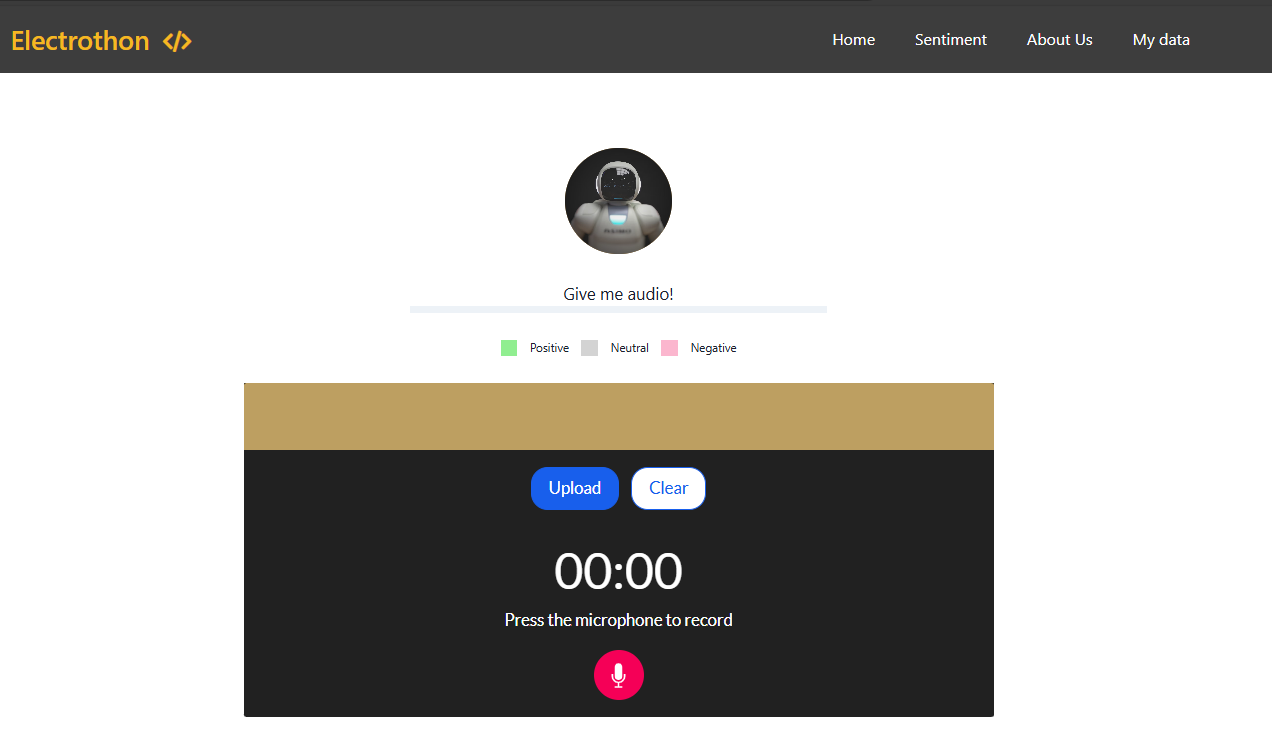 Electrothon </>
Home Sentiment About Us My data
Give me audio!
Positive Neutral Negative
Upload Clear
00:00
Press the microphone to record